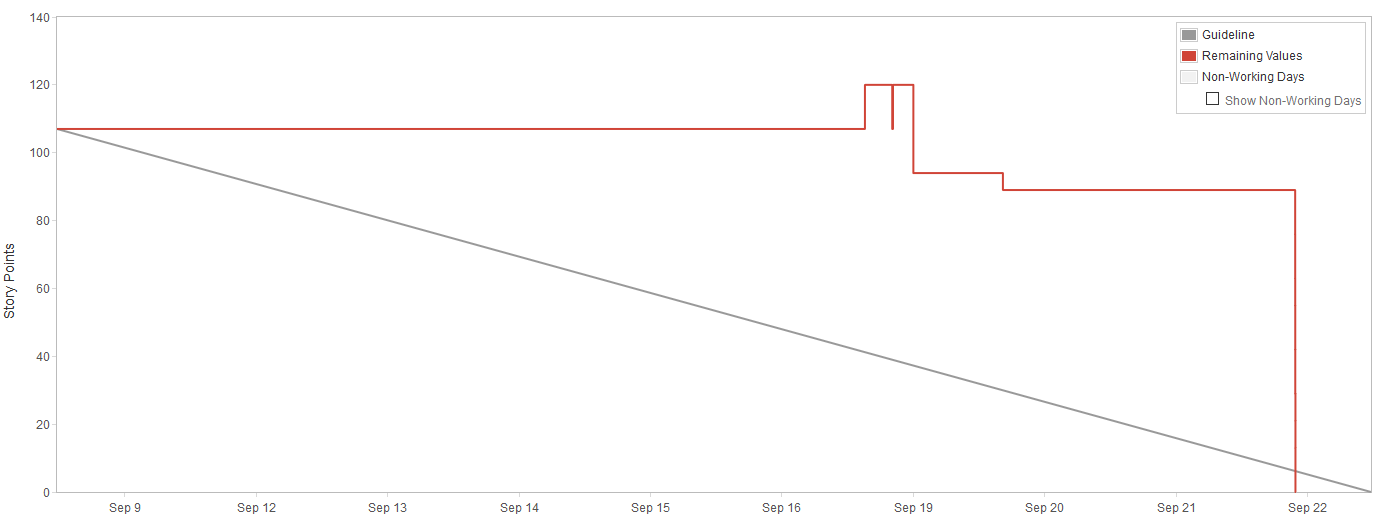 140
120
100
80
60
40
20
0
Story Points
Guideline
Remaining Values
Non-Working Days
Show Non-Working Days
Sep 9 Sep 12 Sep 13 Sep 14 Sep 15 Sep 16 Sep 19 Sep 20 Sep 21 Sep 22